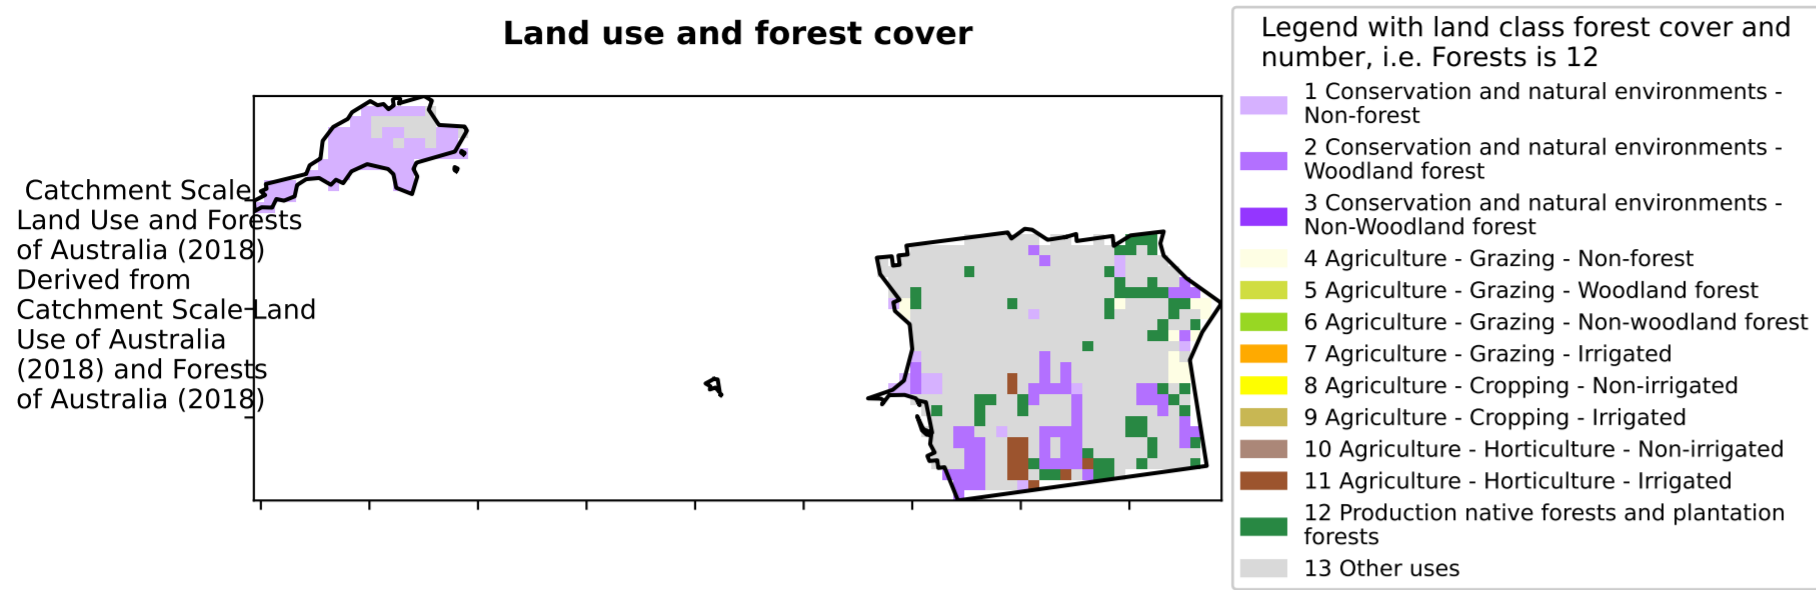 Land use and forest cover
Catchment Scale
Land Use and Forests
of Australia (2018)
Derived from
Catchment Scale Land
Use of Australia
(2018) and Forests
of Australia (2018)
Legend with land class forest cover and
number, i.e. Forests is 12
1 Conservation and natural environments -
Non-forest
2 Conservation and natural environments -
Woodland forest
3 Conservation and natural environments -
Non-Woodland forest
4 Agriculture - Grazing - Non-forest
5 Agriculture - Grazing - Woodland forest
6 Agriculture - Grazing - Non-woodland forest
7 Agriculture - Grazing - Irrigated
8 Agriculture - Cropping - Non-irrigated
9 Agriculture - Cropping - Irrigated
10 Agriculture - Horticulture - Non-irrigated
11 Agriculture - Horticulture - Irrigated
12 Production native forests and plantation
forests
13 Other uses